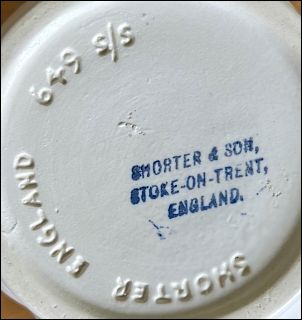 649 S/S
SHORTER & SON,
STOKE-ON-TRENT,
ENGLAND.
SHORTER ENGLAND